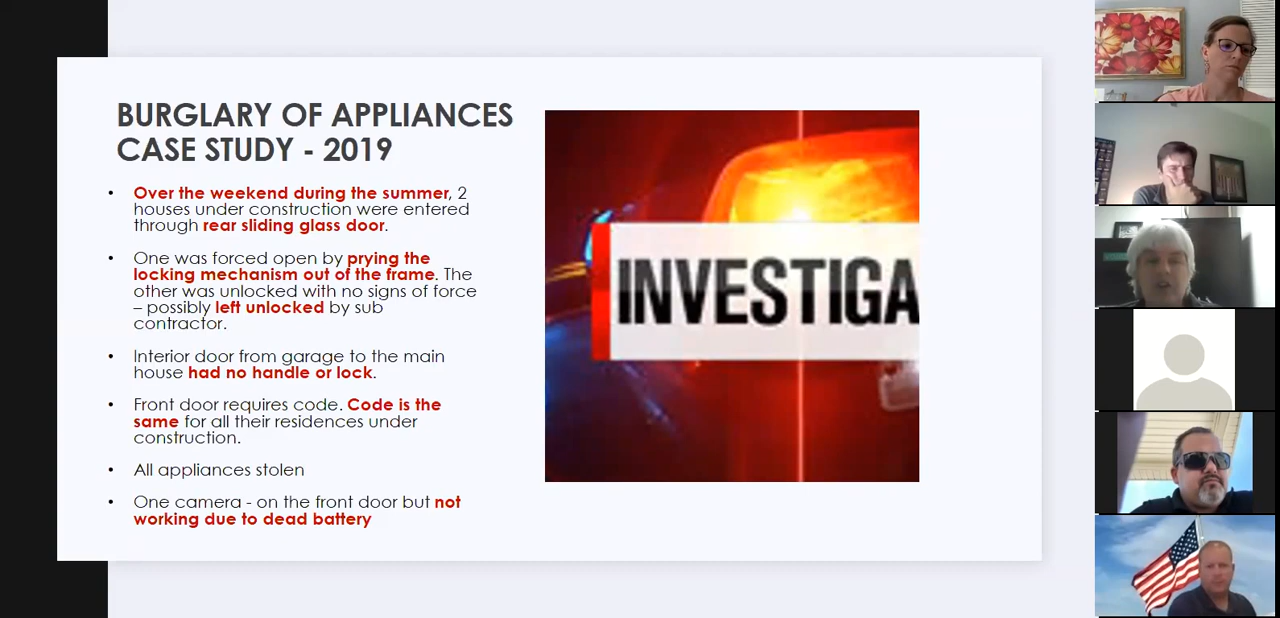 BURGLARY OF APPLIANCES
CASE STUDY - 2019
• Over the weekend during the summer, 2
houses under construction were entered
through rear sliding glass door.
• One was forced open by prying the
locking mechanism out of the frame. The
other was unlocked with no signs of force
– possibly left unlocked by sub
contractor.
• Interior door from garage to the main
house had no handle or lock.
• Front door requires code. Code is the
same for all their residences under
construction.
• All appliances stolen
• One camera - on the front door but not
working due to dead battery
INVESTIGA